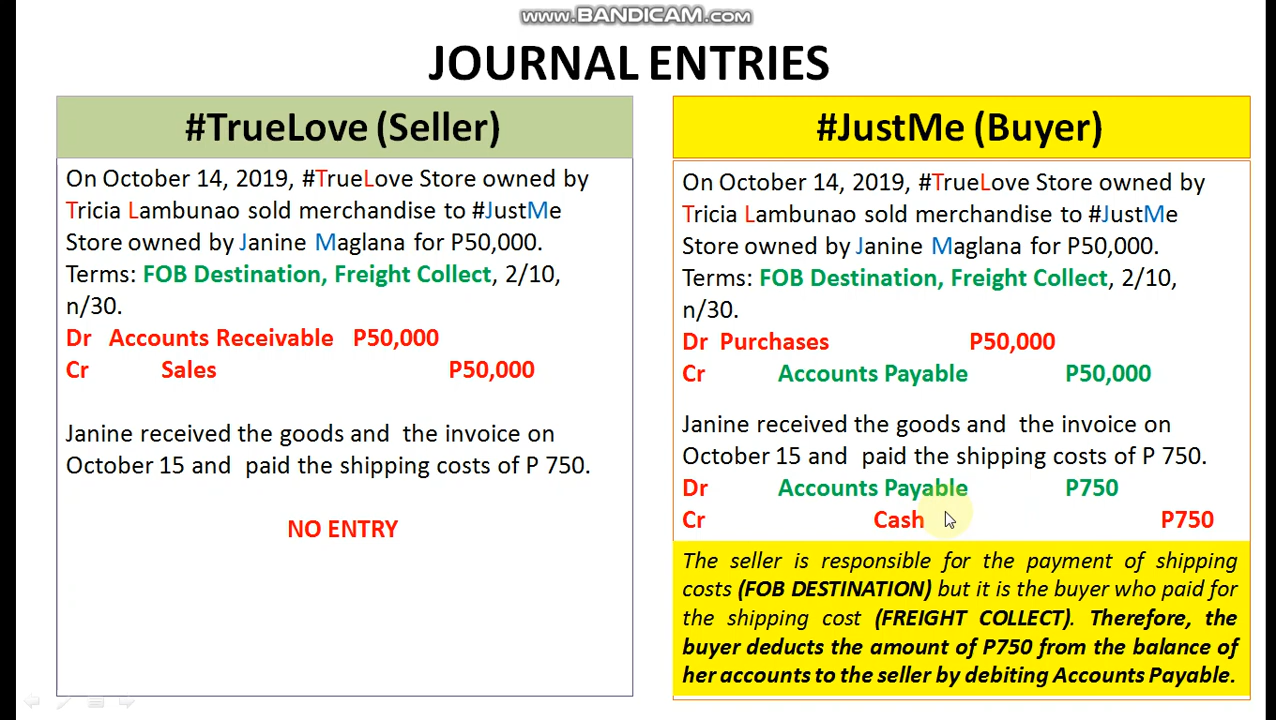 www.BANDICAM.com
JOURNAL ENTRIES
#TrueLove (Seller)
On October 14, 2019, #TrueLove Store owned by
Tricia Lambunao sold merchandise to #JustMe
Store owned by Janine Maglana for P50,000.
Terms: FOB Destination, Freight Collect, 2/10,
n/30.
Dr Accounts Receivable P50,000
Cr Sales P50,000
Janine received the goods and the invoice on
October 15 and paid the shipping costs of P 750.
NO ENTRY
#JustMe (Buyer)
On October 14, 2019, #TrueLove Store owned by
Tricia Lambunao sold merchandise to #JustMe
Store owned by Janine Maglana for P50,000.
Terms: FOB Destination, Freight Collect, 2/10,
n/30.
Dr Purchases P50,000
Cr Accounts Payable P50,000
Janine received the goods and the invoice on
October 15 and paid the shipping costs of P 750.
Dr Accounts Payable P750
Cr Cash P750
The seller is responsible for the payment of shipping
costs (FOB DESTINATION) but it is the buyer who paid for
the shipping cost (FREIGHT COLLECT). Therefore, the
buyer deducts the amount of P750 from the balance of
her accounts to the seller by debiting Accounts Payable.